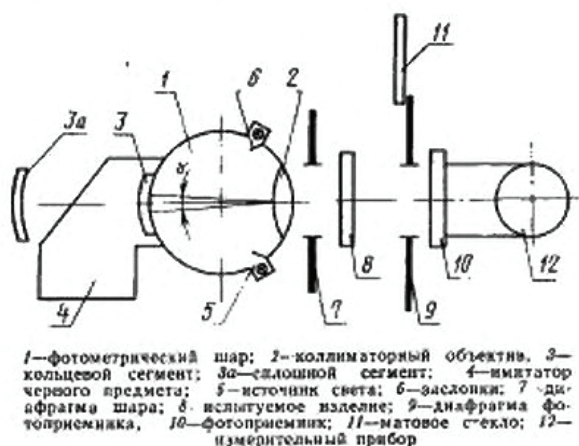 11
1
6
2
3а
3
α
4
5
7
8
9
10
12
1—фотометрический шар; 2—коллиматорный объектив, 3—
кольцевой сегмент; 3а—сплошной сегмент; 4—имитатор
черного предмета; 5—источник света; 6—заслонки; 7—ди-
афрагма шара; 8—испытуемое изделие; 9—диафрагма фо-
топриемника, 10—фотоприемник; 11—матовое стекло; 12—
измерительный прибор